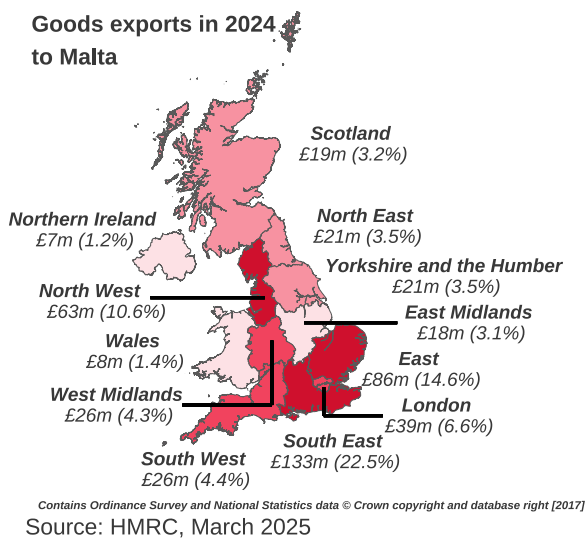 Goods exports in 2024
to Malta
Scotland
£19m (3.2%)
Northern Ireland
£7m (1.2%)
North East
£21m (3.5%)
Yorkshire and the Humber
£21m (3.5%)
North West
£63m (10.6%)
East Midlands
£18m (3.1%)
Wales
£8m (1.4%)
East
£86m (14.6%)
West Midlands
£26m (4.3%)
London
£39m (6.6%)
South East
£133m (22.5%)
South West
£26m (4.4%)
Contains Ordinance Survey and National Statistics data © Crown copyright and database right [2017]
Source: HMRC, March 2025